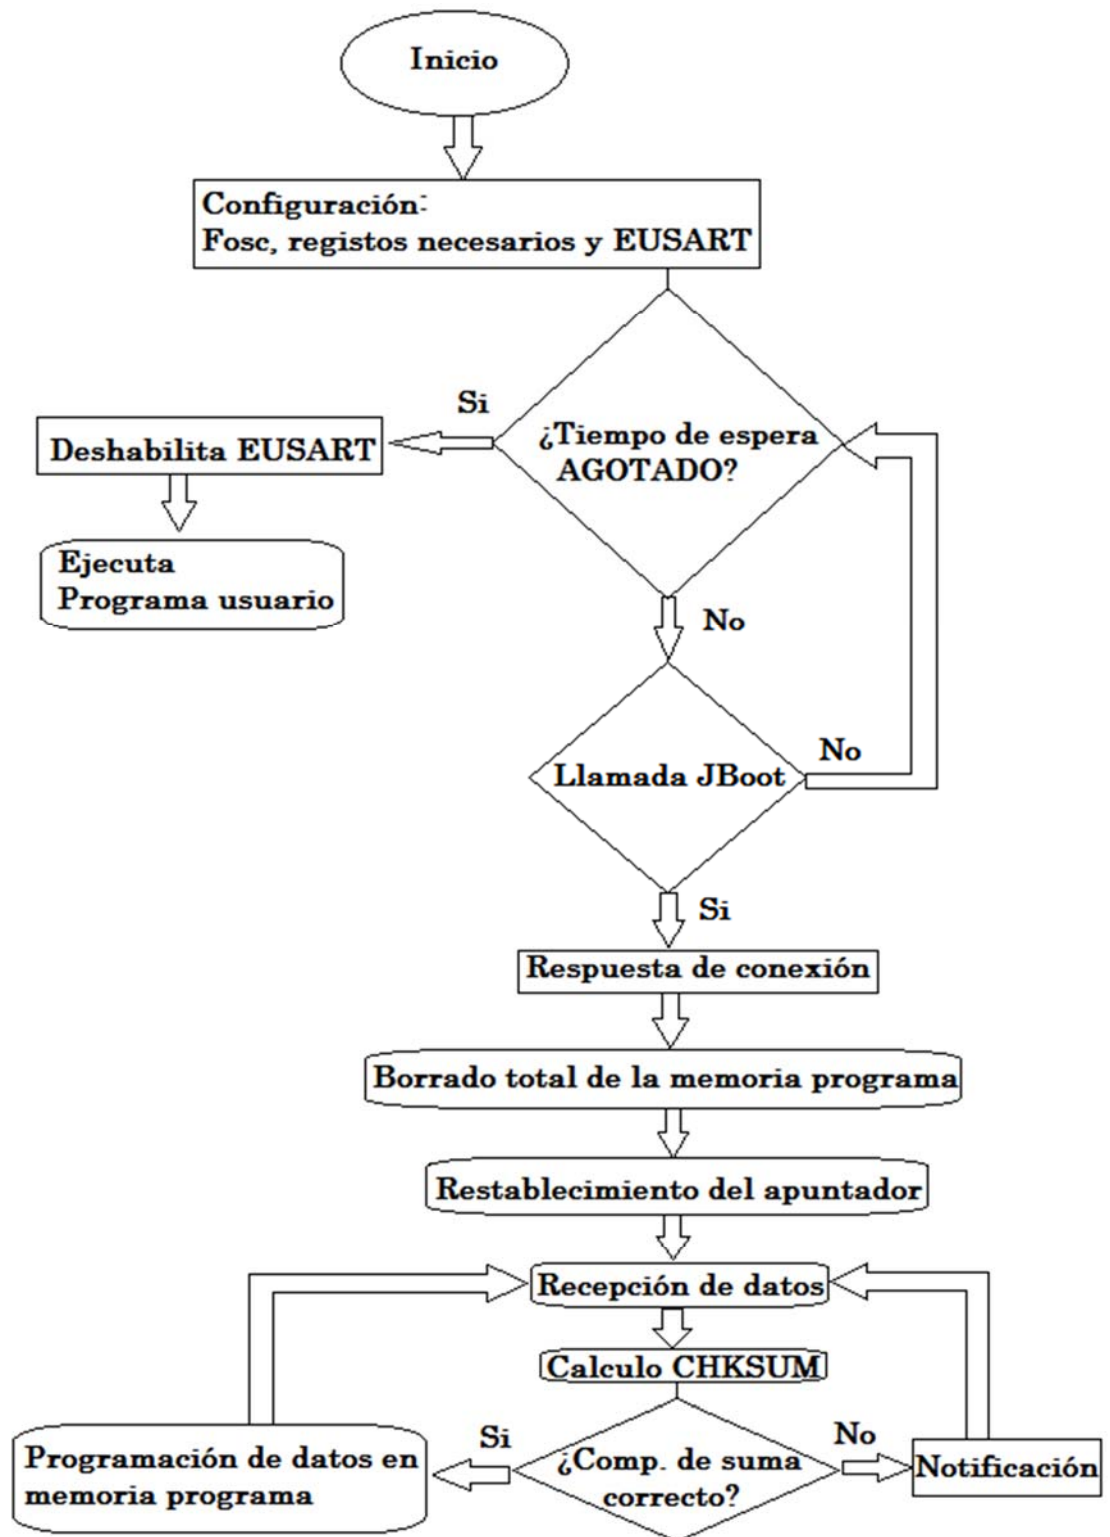 Inicio
Configuración:
Fosc, registos necesarios y EUSART
Si
¿Tiempo de espera
AGOTADO?
Deshabilita EUSART
Ejecuta
Programa usuario
No
Llamada JBoot
No
Si
Respuesta de conexión
Borrado total de la memoria programa
Restablecimiento del apuntador
Recepción de datos
Calculo CHKSUM
Si
¿Comp. de suma
correcto?
No
Programación de datos en
memoria programa
Notificación